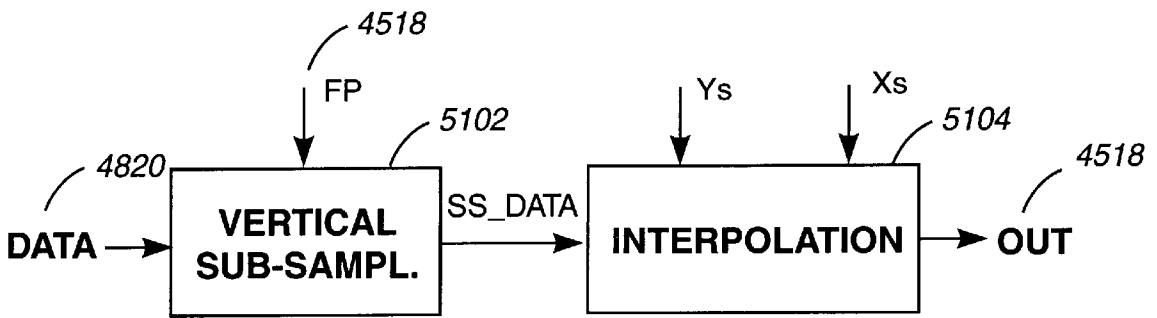 4518
FP
Ys
Xs
5102
5104
4820
4518
DATA
VERTICAL
SUB-SAMPL.
SS_DATA
INTERPOLATION
OUT